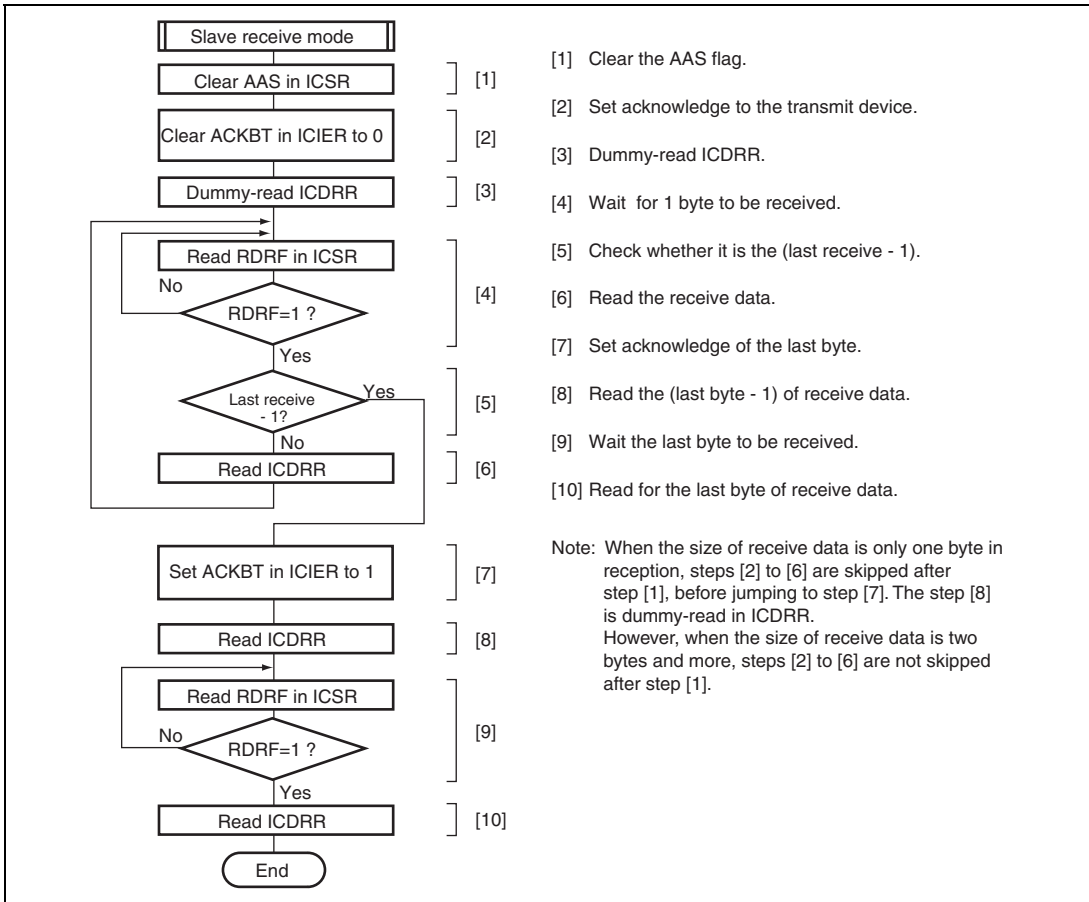 Slave receive mode
Clear AAS in ICSR
[1]
Clear ACKBT in ICIER to 0
[2]
Dummy-read ICDRR
[3]
Read RDRF in ICSR
No
RDRF=1 ?
[4]
Yes
Last receive
- 1?
Yes
[5]
No
Read ICDRR
[6]
Set ACKBT in ICIER to 1
[7]
Read ICDRR
[8]
Read RDRF in ICSR
No
RDRF=1 ?
[9]
Yes
Read ICDRR
[10]
End
[1] Clear the AAS flag.
[2] Set acknowledge to the transmit device.
[3] Dummy-read ICDRR.
[4] Wait for 1 byte to be received.
[5] Check whether it is the (last receive - 1).
[6] Read the receive data.
[7] Set acknowledge of the last byte.
[8] Read the (last byte - 1) of receive data.
[9] Wait the last byte to be received.
[10] Read for the last byte of receive data.
Note: When the size of receive data is only one byte in
reception, steps [2] to [6] are skipped after
step [1], before jumping to step [7]. The step [8]
is dummy-read in ICDRR.
However, when the size of receive data is two
bytes and more, steps [2] to [6] are not skipped
after step [1].